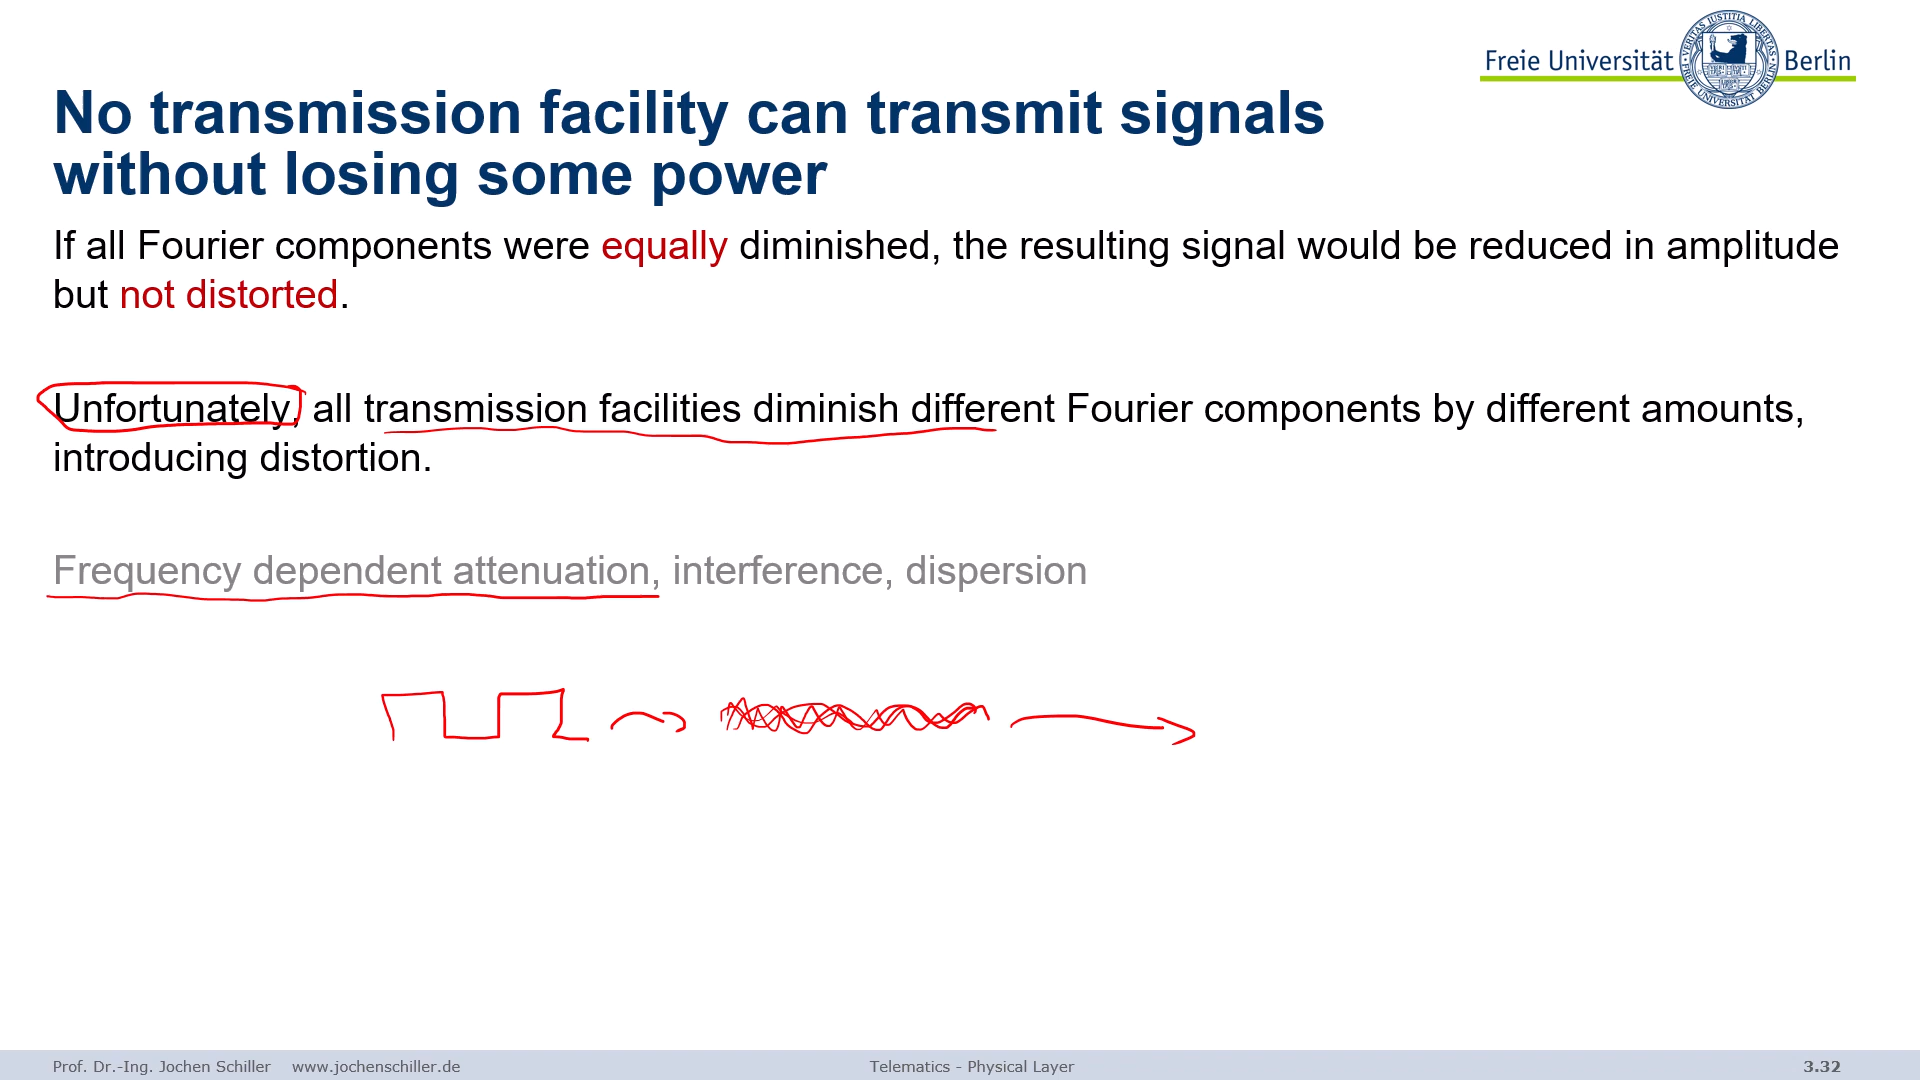 Freie Universität Berlin
No transmission facility can transmit signals
without losing some power
If all Fourier components were equally diminished, the resulting signal would be reduced in amplitude
but not distorted.
Unfortunately, all transmission facilities diminish different Fourier components by different amounts,
introducing distortion.
Frequency dependent attenuation, interference, dispersion
Prof. Dr.-Ing. Jochen Schiller www.jochenschiller.de Telematics - Physical Layer 3.32